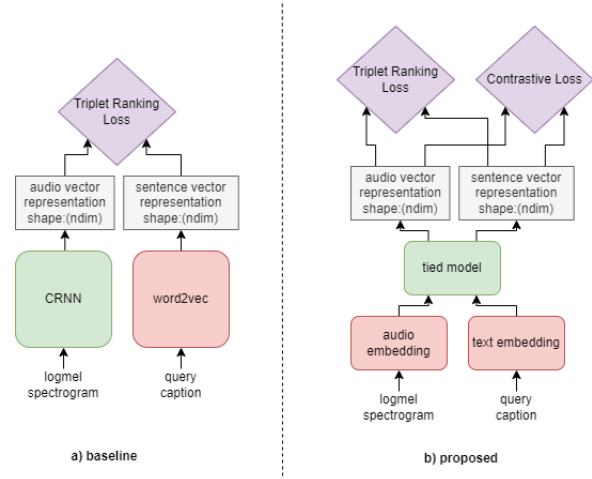 Triplet Ranking
Loss
audio vector
representation
shape:(ndim)
sentence vector
representation
shape:(ndim)
CRNN
word2vec
logmel
spectrogram
query
caption
a) baseline
Triplet Ranking
Loss
Contrastive Loss
audio vector
representation
shape:(ndim)
sentence vector
representation
shape:(ndim)
tied model
audio
embedding
text embedding
logmel
spectrogram
query
caption
b) proposed